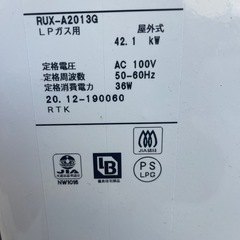 RUX-A2013G
LPガス用 屋外式
42.1 kW
定格電圧 AC 100V
定格周波数 50-60Hz
定格消費電力 36W
20.12-190060
RTK
JIA
NW1016
LB
PS
LPG